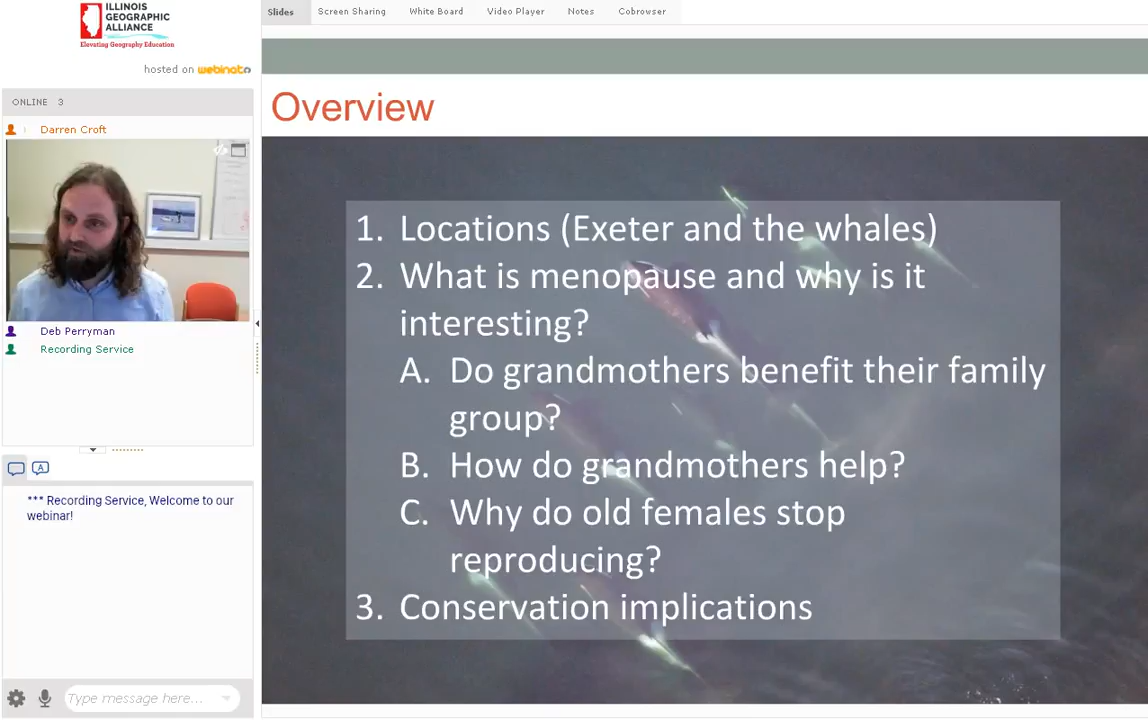 ILLINOIS
GEOGRAPHIC
ALLIANCE
Elevating Geography Education
hosted on webinato
ONLINE 3
Darren Croft
Deb Perryman
Recording Service
*** Recording Service, Welcome to our
webinar!
Type message here...
Slides Screen Sharing White Board Video Player Notes Cobrowser
Overview
1. Locations (Exeter and the whales)
2. What is menopause and why is it
interesting?
A. Do grandmothers benefit their family
group?
B. How do grandmothers help?
C. Why do old females stop
reproducing?
3. Conservation implications